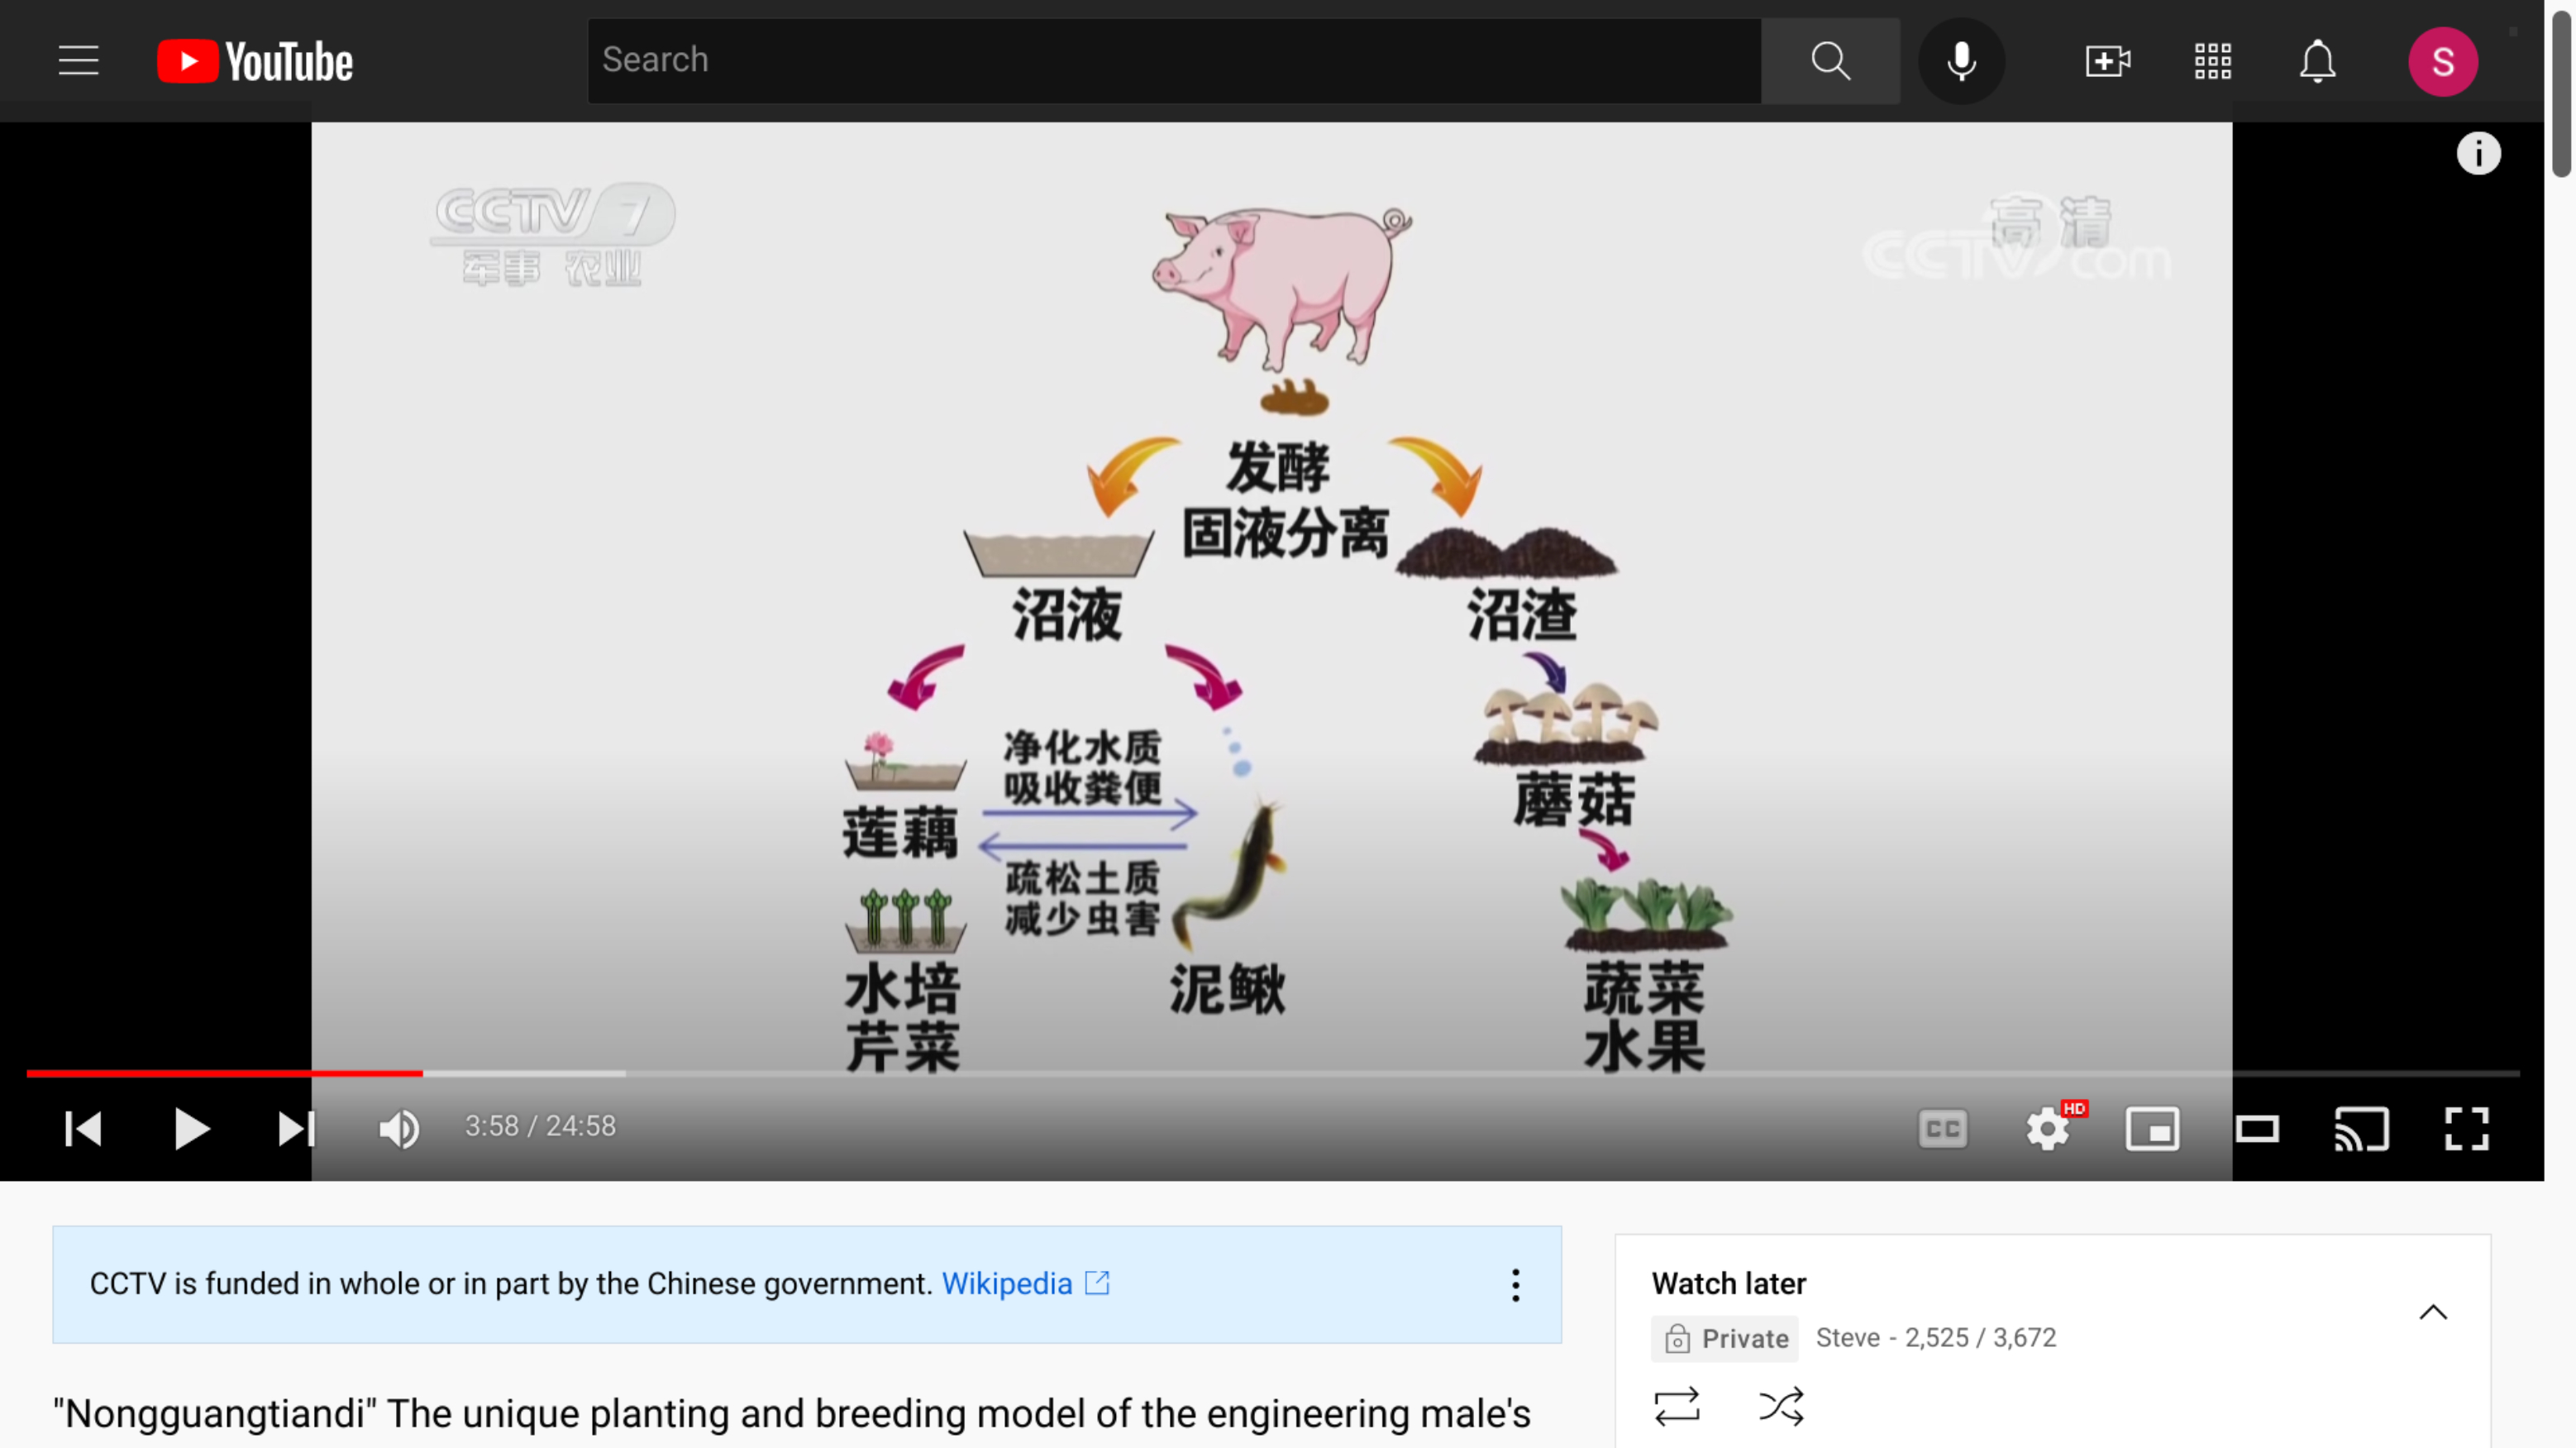 YouTube
Search
S
CCTV 7
军事 农业
高清
CCTV.com
发酵
固液分离
沼液
沼渣
净化水质
吸收粪便
莲藕
蘑菇
疏松土质
减少虫害
水培
芹菜
泥鳅
蔬菜
水果
3:58 / 24:58
CC
HD
CCTV is funded in whole or in part by the Chinese government. Wikipedia
Watch later
Private Steve - 2,525 / 3,672
"Nongguangtiandi" The unique planting and breeding model of the engineering male's